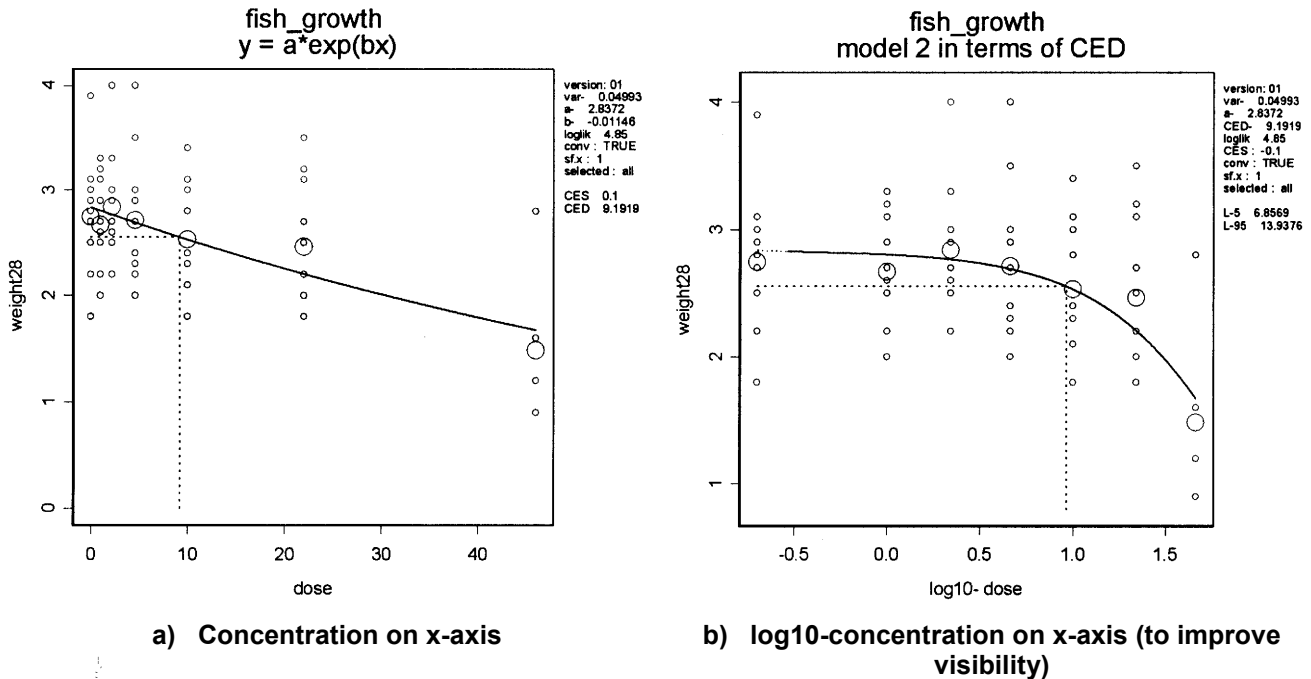 fish_growth
y = a*exp(bx)
version: 01
var- 0.04993
a- 2.8372
b- -0.01146
loglik 4.85
conv : TRUE
sf.x : 1
selected : all
CES 0.1
CED 9.1919
weight28
4
3
2
1
0
0 10 20 30 40
dose
a) Concentration on x-axis
fish_growth
model 2 in terms of CED
version: 01
var- 0.04993
a- 2.8372
CED- 9.1919
loglik 4.85
CES : -0.1
conv : TRUE
sf.x : 1
selected : all
L-5 6.8569
L-95 13.9376
weight28
4
3
2
1
-0.5 0.0 0.5 1.0 1.5
log10- dose
b) log10-concentration on x-axis (to improve
visibility)